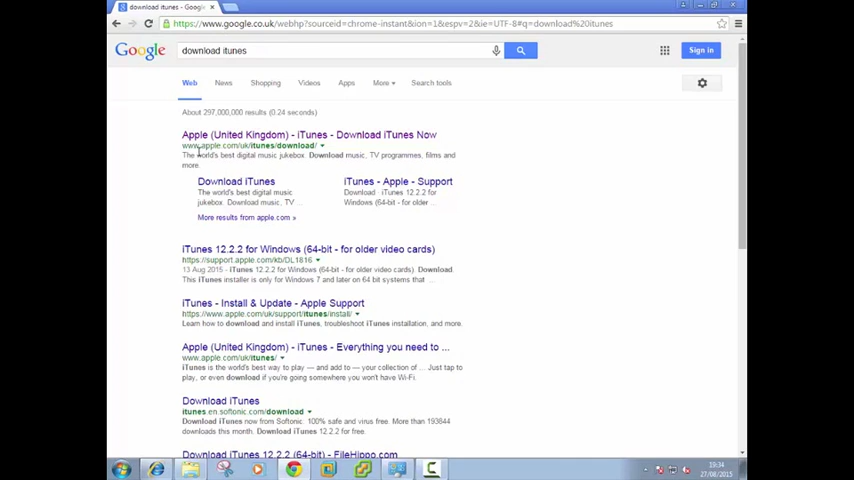 download itunes - Google S
https://www.google.co.uk/webhp?sourceid=chrome-instant&ion=1&espv=2&ie=UTF-8#q=download%20itunes
Google download itunes Sign in
Web News Shopping Videos Apps More Search tools
About 297,000,000 results (0.24 seconds)
Apple (United Kingdom) - iTunes - Download iTunes Now
www.apple.com/uk/itunes/download/
The world's best digital music jukebox. Download music, TV programmes, films and
more.
Download iTunes iTunes - Apple - Support
The world's best digital music Download · iTunes 12.2.2 for
jukebox. Download music, TV ... Windows (64-bit - for older ...
More results from apple.com »
iTunes 12.2.2 for Windows (64-bit - for older video cards)
https://support.apple.com/kb/DL1816
13 Aug 2015 - iTunes 12.2.2 for Windows (64-bit - for older video cards). Download.
This iTunes installer is only for Windows 7 and later on 64 bit systems that ...
iTunes - Install & Update - Apple Support
https://www.apple.com/uk/support/itunes/install/
Learn how to download and install iTunes, troubleshoot iTunes installation, and more.
Apple (United Kingdom) - iTunes - Everything you need to ...
www.apple.com/uk/itunes/
iTunes is the world's best way to play — and add to — your collection of ... Just tap to
play, or even download if you're going somewhere you won't have Wi-Fi.
Download iTunes
itunes.en.softonic.com/download
Download iTunes now from Softonic: 100% safe and virus free. More than 193844
downloads this month. Download iTunes 12.2.2 for free.
Download iTunes 12.2.2 (64-bit) - FileHippo.com
19:34
27/08/2015